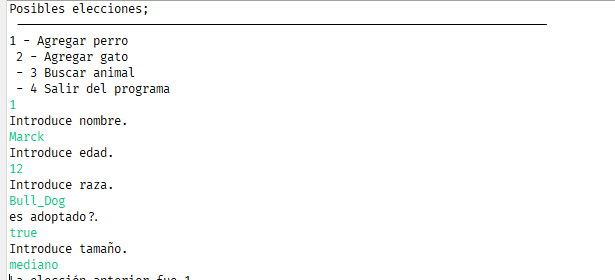 Posibles elecciones;
1 - Agregar perro
2 - Agregar gato
- 3 Buscar animal
- 4 Salir del programa
1
Introduce nombre.
Marck
Introduce edad.
12
Introduce raza.
Bull_Dog
es adoptado?.
true
Introduce tamaño.
mediano
La elección anterior fue 1